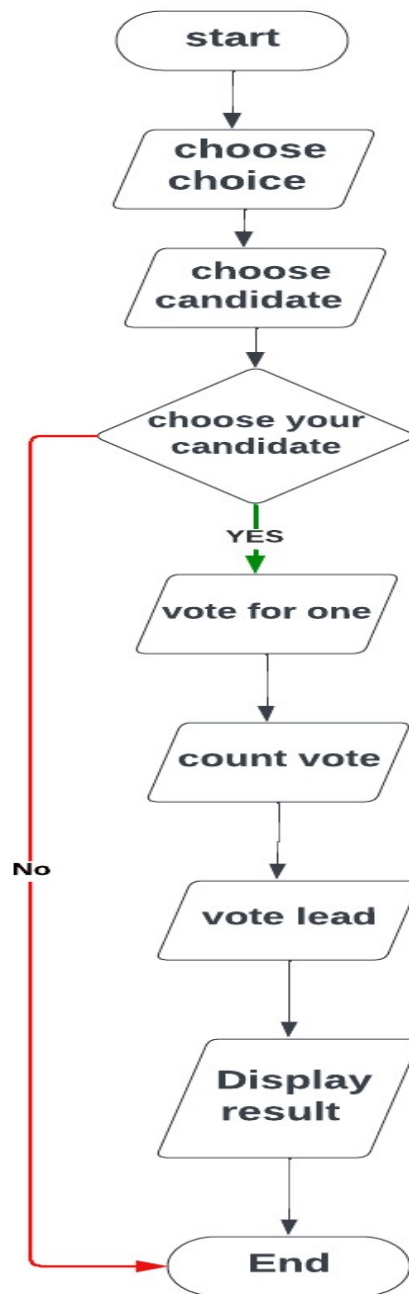 start
choose
choice
choose
candidate
choose your
candidate
YES
vote for one
count vote
No
vote lead
Display
result
End